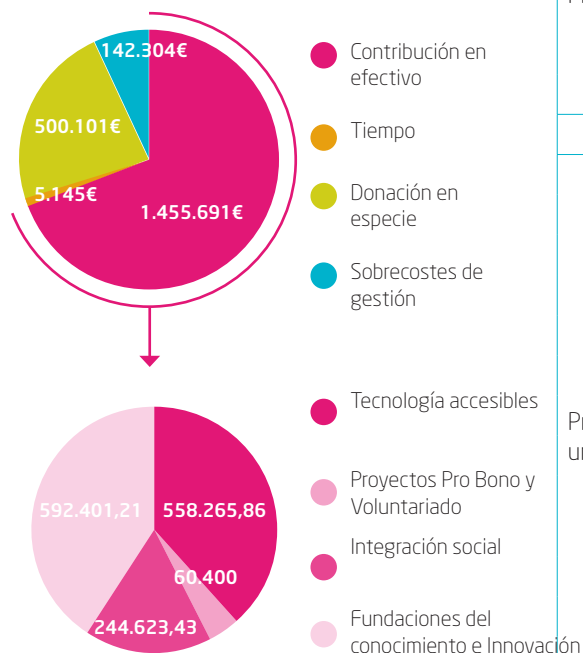 142.304€
500.101€
5.145€
1.455.691€
Contribución en
efectivo
Tiempo
Donación en
especie
Sobrecostes de
gestión
592.401,21
558.265,86
60.400
244.623,43
Tecnología accesibles
Proyectos Pro Bono y
Voluntariado
Integración social
Fundaciones del
conocimiento e Innovación